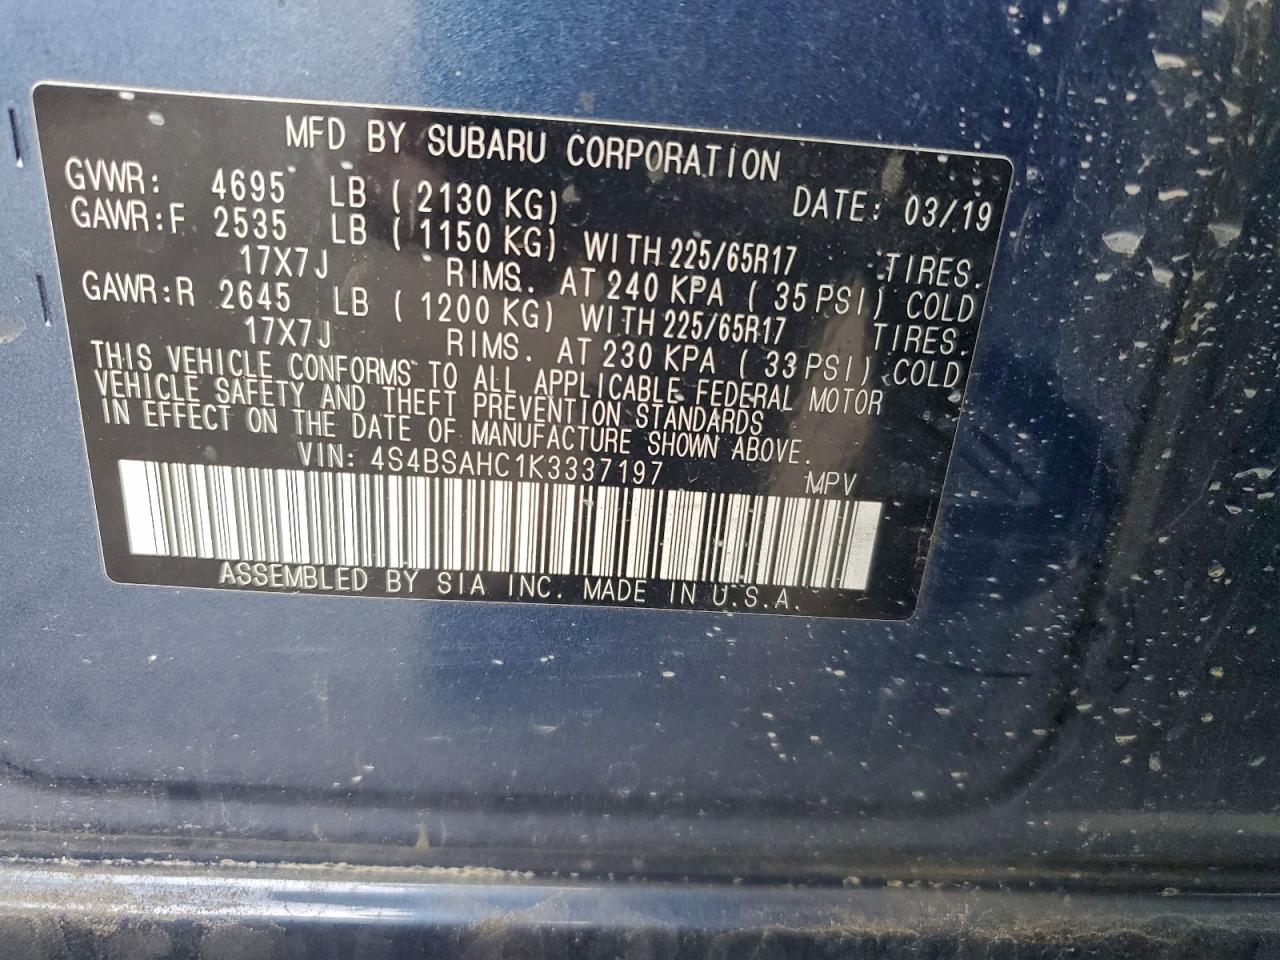 MFD BY SUBARU CORPORATION
GVWR: 4695 LB ( 2130 KG) DATE: 03/19
GAWR:F 2535 LB ( 1150 KG) WITH 225/65R17 TIRES.
17X7J RIMS. AT 240 KPA ( 35 PSI) COLD
GAWR:R 2645 LB ( 1200 KG) WITH 225/65R17 TIRES.
17X7J RIMS. AT 230 KPA ( 33 PSI) COLD
THIS VEHICLE CONFORMS TO ALL APPLICABLE FEDERAL MOTOR
VEHICLE SAFETY AND THEFT PREVENTION STANDARDS
IN EFFECT ON THE DATE OF MANUFACTURE SHOWN ABOVE.
VIN: 4S4BSAHC1K3337197 MPV
ASSEMBLED BY SIA INC. MADE IN U.S.A.